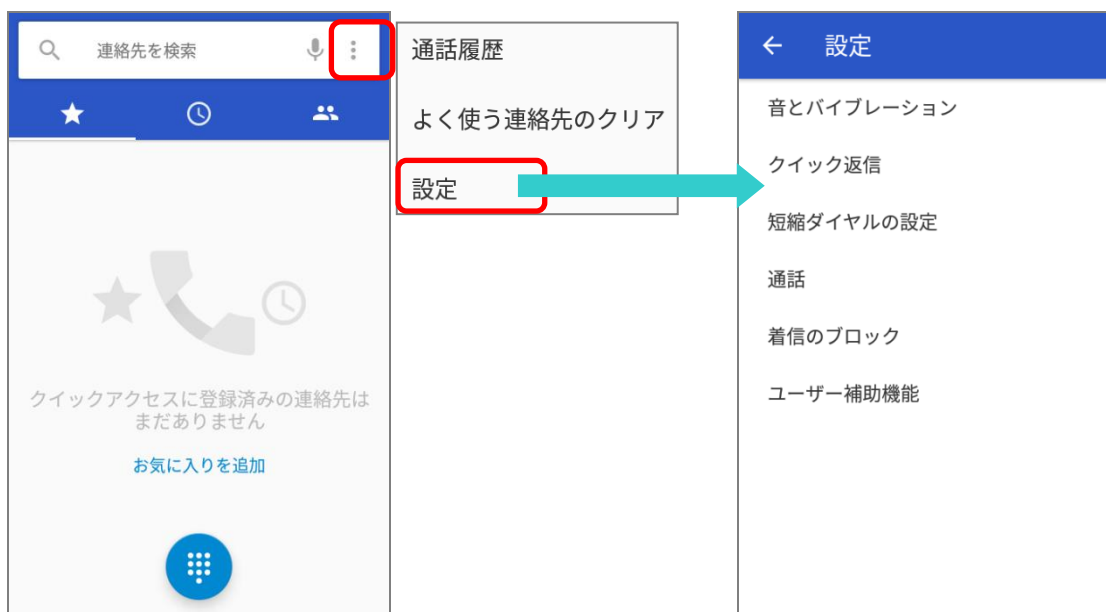 連絡先を検索
クイックアクセスに登録済みの連絡先は
まだありません
お気に入りを追加
通話履歴
よく使う連絡先のクリア
設定
設定
音とバイブレーション
クイック返信
短縮ダイヤルの設定
通話
着信のブロック
ユーザー補助機能